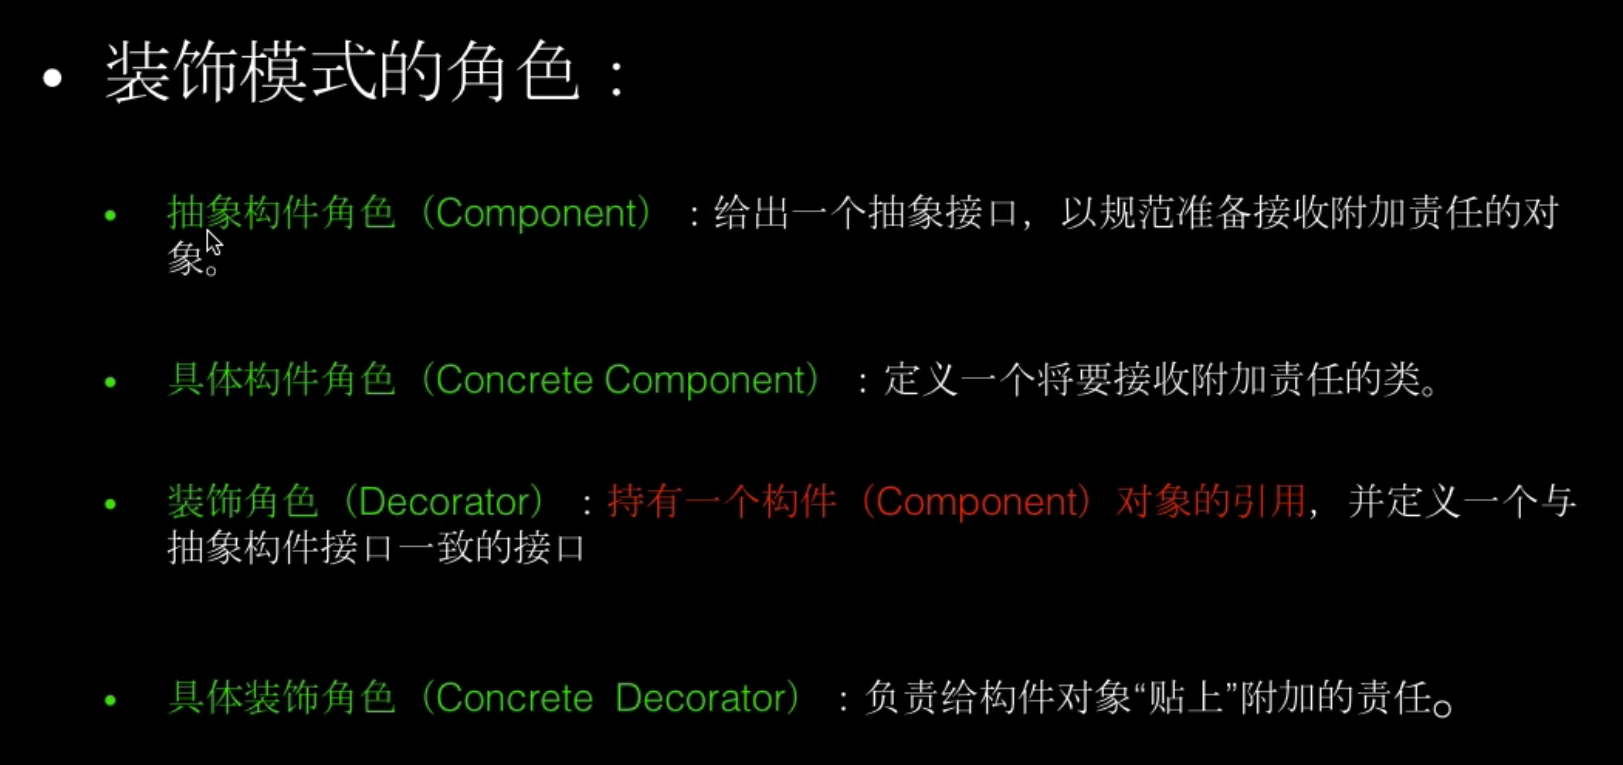 • 装饰模式的角色：
• 抽象构件角色（Component）：给出一个抽象接口，以规范准备接收附加责任的对
象。
• 具体构件角色（Concrete Component）：定义一个将要接收附加责任的类。
• 装饰角色（Decorator）：持有一个构件（Component）对象的引用，并定义一个与
抽象构件接口一致的接口
• 具体装饰角色（Concrete Decorator）：负责给构件对象“贴上”附加的责任。